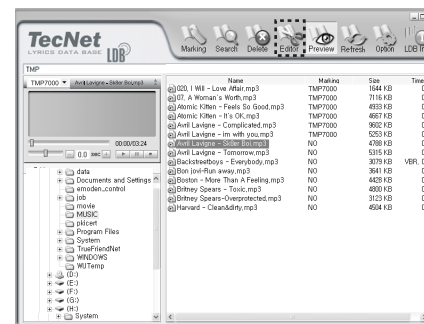 TecNet
LYRICS DATA BASE LDB
Marking Search Delete Editor Preview Refresh Option LDB
TMP
TMP7000 Avril Lavigne - Sk8er Boi,mp3
00:00/03:24
0.0 sec
data
Documents and Settings
emoden_control
job
movie
MUSIC
pklcert
Program Files
System
TrueFriendNet
WINDOWS
WUTemp
(D:)
(E:)
(F:)
(G:)
(H:)
System
Name Marking Size Time
020, I Will - Love Affair,mp3 TMP7000 1644 KB
07, A Woman's Worth,mp3 TMP7000 7116 KB
Atomic Kitten - Feels So Good,mp3 TMP7000 4933 KB
Atomic Kitten - It's OK,mp3 TMP7000 4667 KB
Avril Lavigne - Complicated,mp3 TMP7000 9602 KB
Avril Lavigne - im with you,mp3 TMP7000 5253 KB
Avril Lavigne - Sk8er Boi,mp3 NO 4788 KB
Avril Lavigne - Tomorrow,mp3 NO 5315 KB
Backstreetboys - Everybody,mp3 NO 3079 KB VBR,
Bon jovi-Run away,mp3 NO 3641 KB
Boston - More Than A Feeling,mp3 NO 4428 KB
Britney Spears - Toxic,mp3 NO 4800 KB
Britney Spears-Overprotected,mp3 NO 3123 KB
Harvard - Clean&dirty,mp3 NO 4504 KB